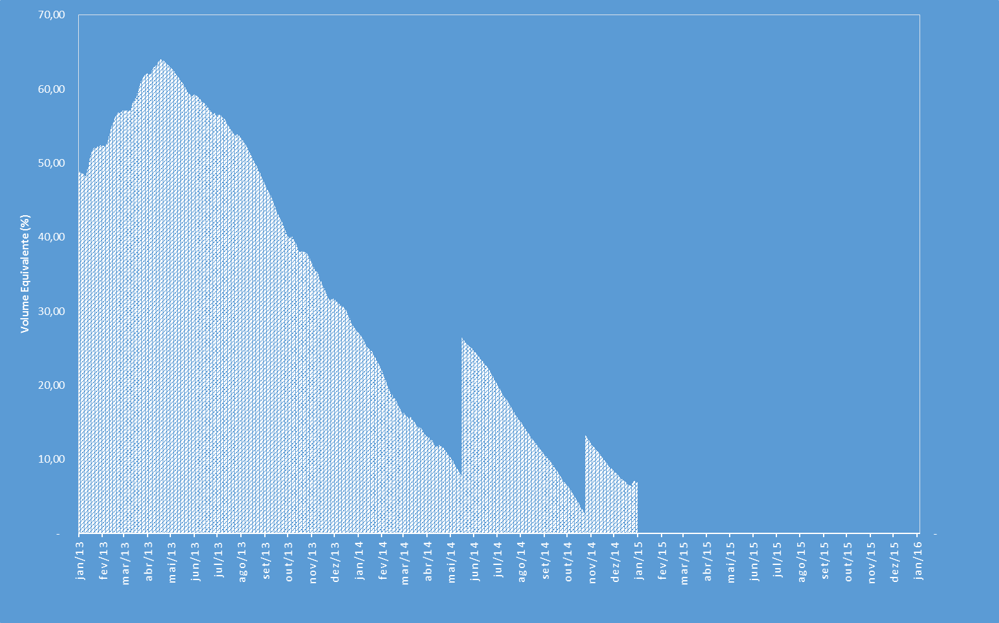 70,00
60,00
50,00
40,00
30,00
20,00
10,00
-
-
Volume Equivalente (%)
jan/13
fev/13
mar/13
abr/13
mai/13
jun/13
jul/13
ago/13
set/13
out/13
nov/13
dez/13
jan/14
fev/14
mar/14
abr/14
mai/14
jun/14
jul/14
ago/14
set/14
out/14
nov/14
dez/14
jan/15
fev/15
mar/15
abr/15
mai/15
jun/15
jul/15
ago/15
set/15
out/15
nov/15
dez/15
jan/16